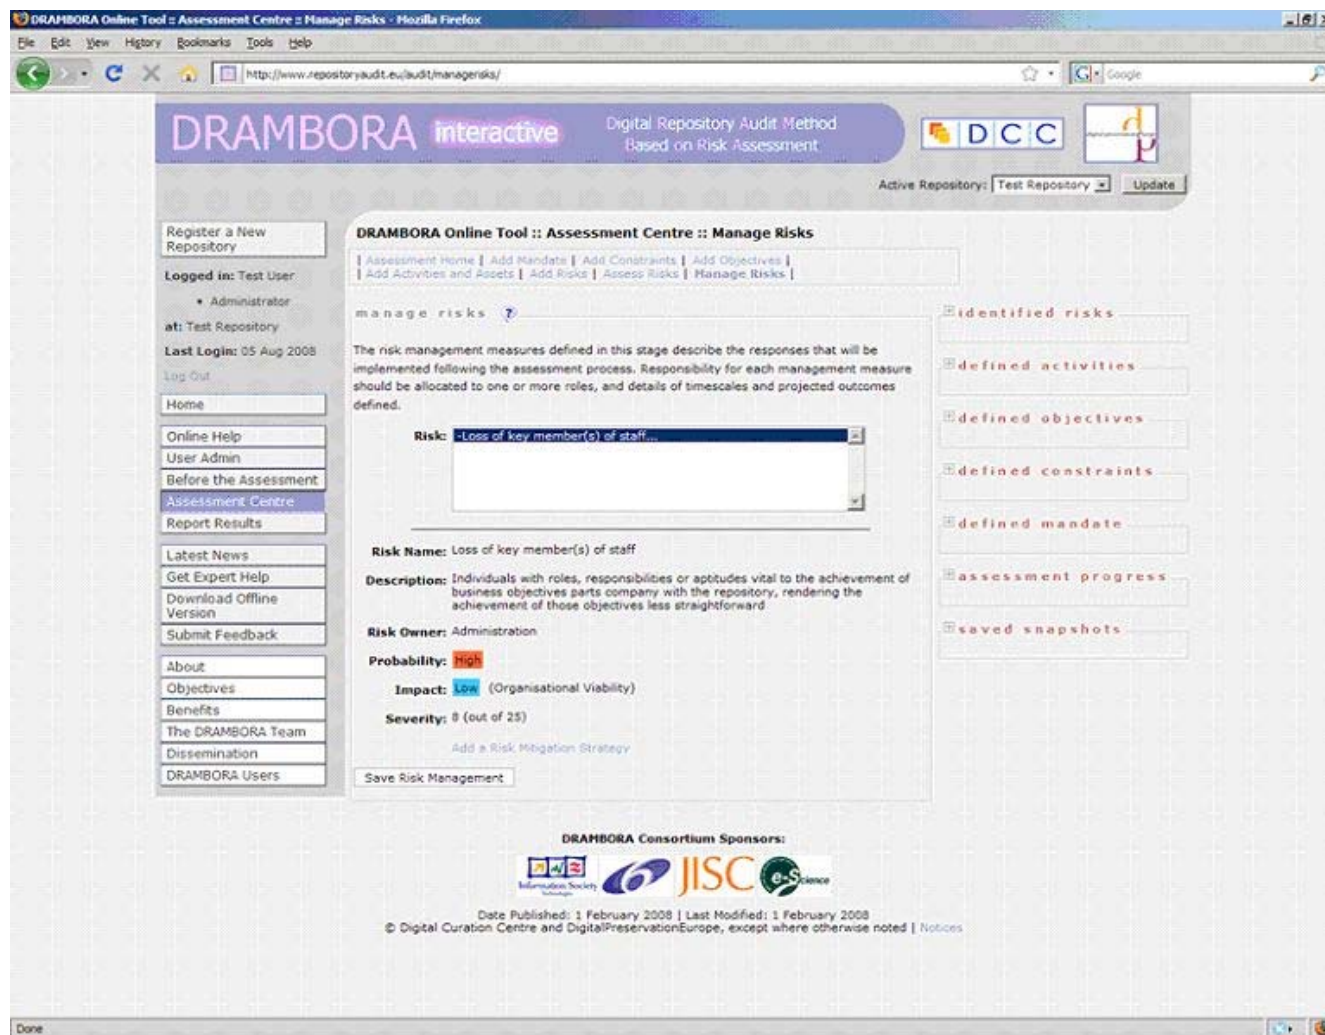 DRAMBORA Online Tool :: Assessment Centre :: Manage Risks - Mozilla Firefox
File Edit View History Bookmarks Tools Help
http://www.repositoryaudit.eu/audit/managerisks/
Google
DRAMBORA interactive
Digital Repository Audit Method
Based on Risk Assessment
DCC
dp
Active Repository: Test Repository Update
Register a New
Repository
Logged in: Test User
• Administrator
at: Test Repository
Last Login: 05 Aug 2008
Log Out
Home
Online Help
User Admin
Before the Assessment
Assessment Centre
Report Results
Latest News
Get Expert Help
Download Offline
Version
Submit Feedback
About
Objectives
Benefits
The DRAMBORA Team
Dissemination
DRAMBORA Users
DRAMBORA Online Tool :: Assessment Centre :: Manage Risks
| Assessment Home | Add Mandate | Add Constraints | Add Objectives |
| Add Activities and Assets | Add Risks | Assess Risks | Manage Risks |
manage risks ?
The risk management measures defined in this stage describe the responses that will be
implemented following the assessment process. Responsibility for each management measure
should be allocated to one or more roles, and details of timescales and projected outcomes
defined.
Risk: -Loss of key member(s) of staff...
Risk Name: Loss of key member(s) of staff
Description: Individuals with roles, responsibilities or aptitudes vital to the achievement of
business objectives parts company with the repository, rendering the
achievement of those objectives less straightforward
Risk Owner: Administration
Probability: High
Impact: Low (Organisational Viability)
Severity: 8 (out of 25)
Add a Risk Mitigation Strategy
Save Risk Management
identified risks
defined activities
defined objectives
defined constraints
defined mandate
assessment progress
saved snapshots
DRAMBORA Consortium Sponsors:
Information Society
Technologies
6
JISC
e-Science
Date Published: 1 February 2008 | Last Modified: 1 February 2008
© Digital Curation Centre and DigitalPreservationEurope, except where otherwise noted | Notices
Done